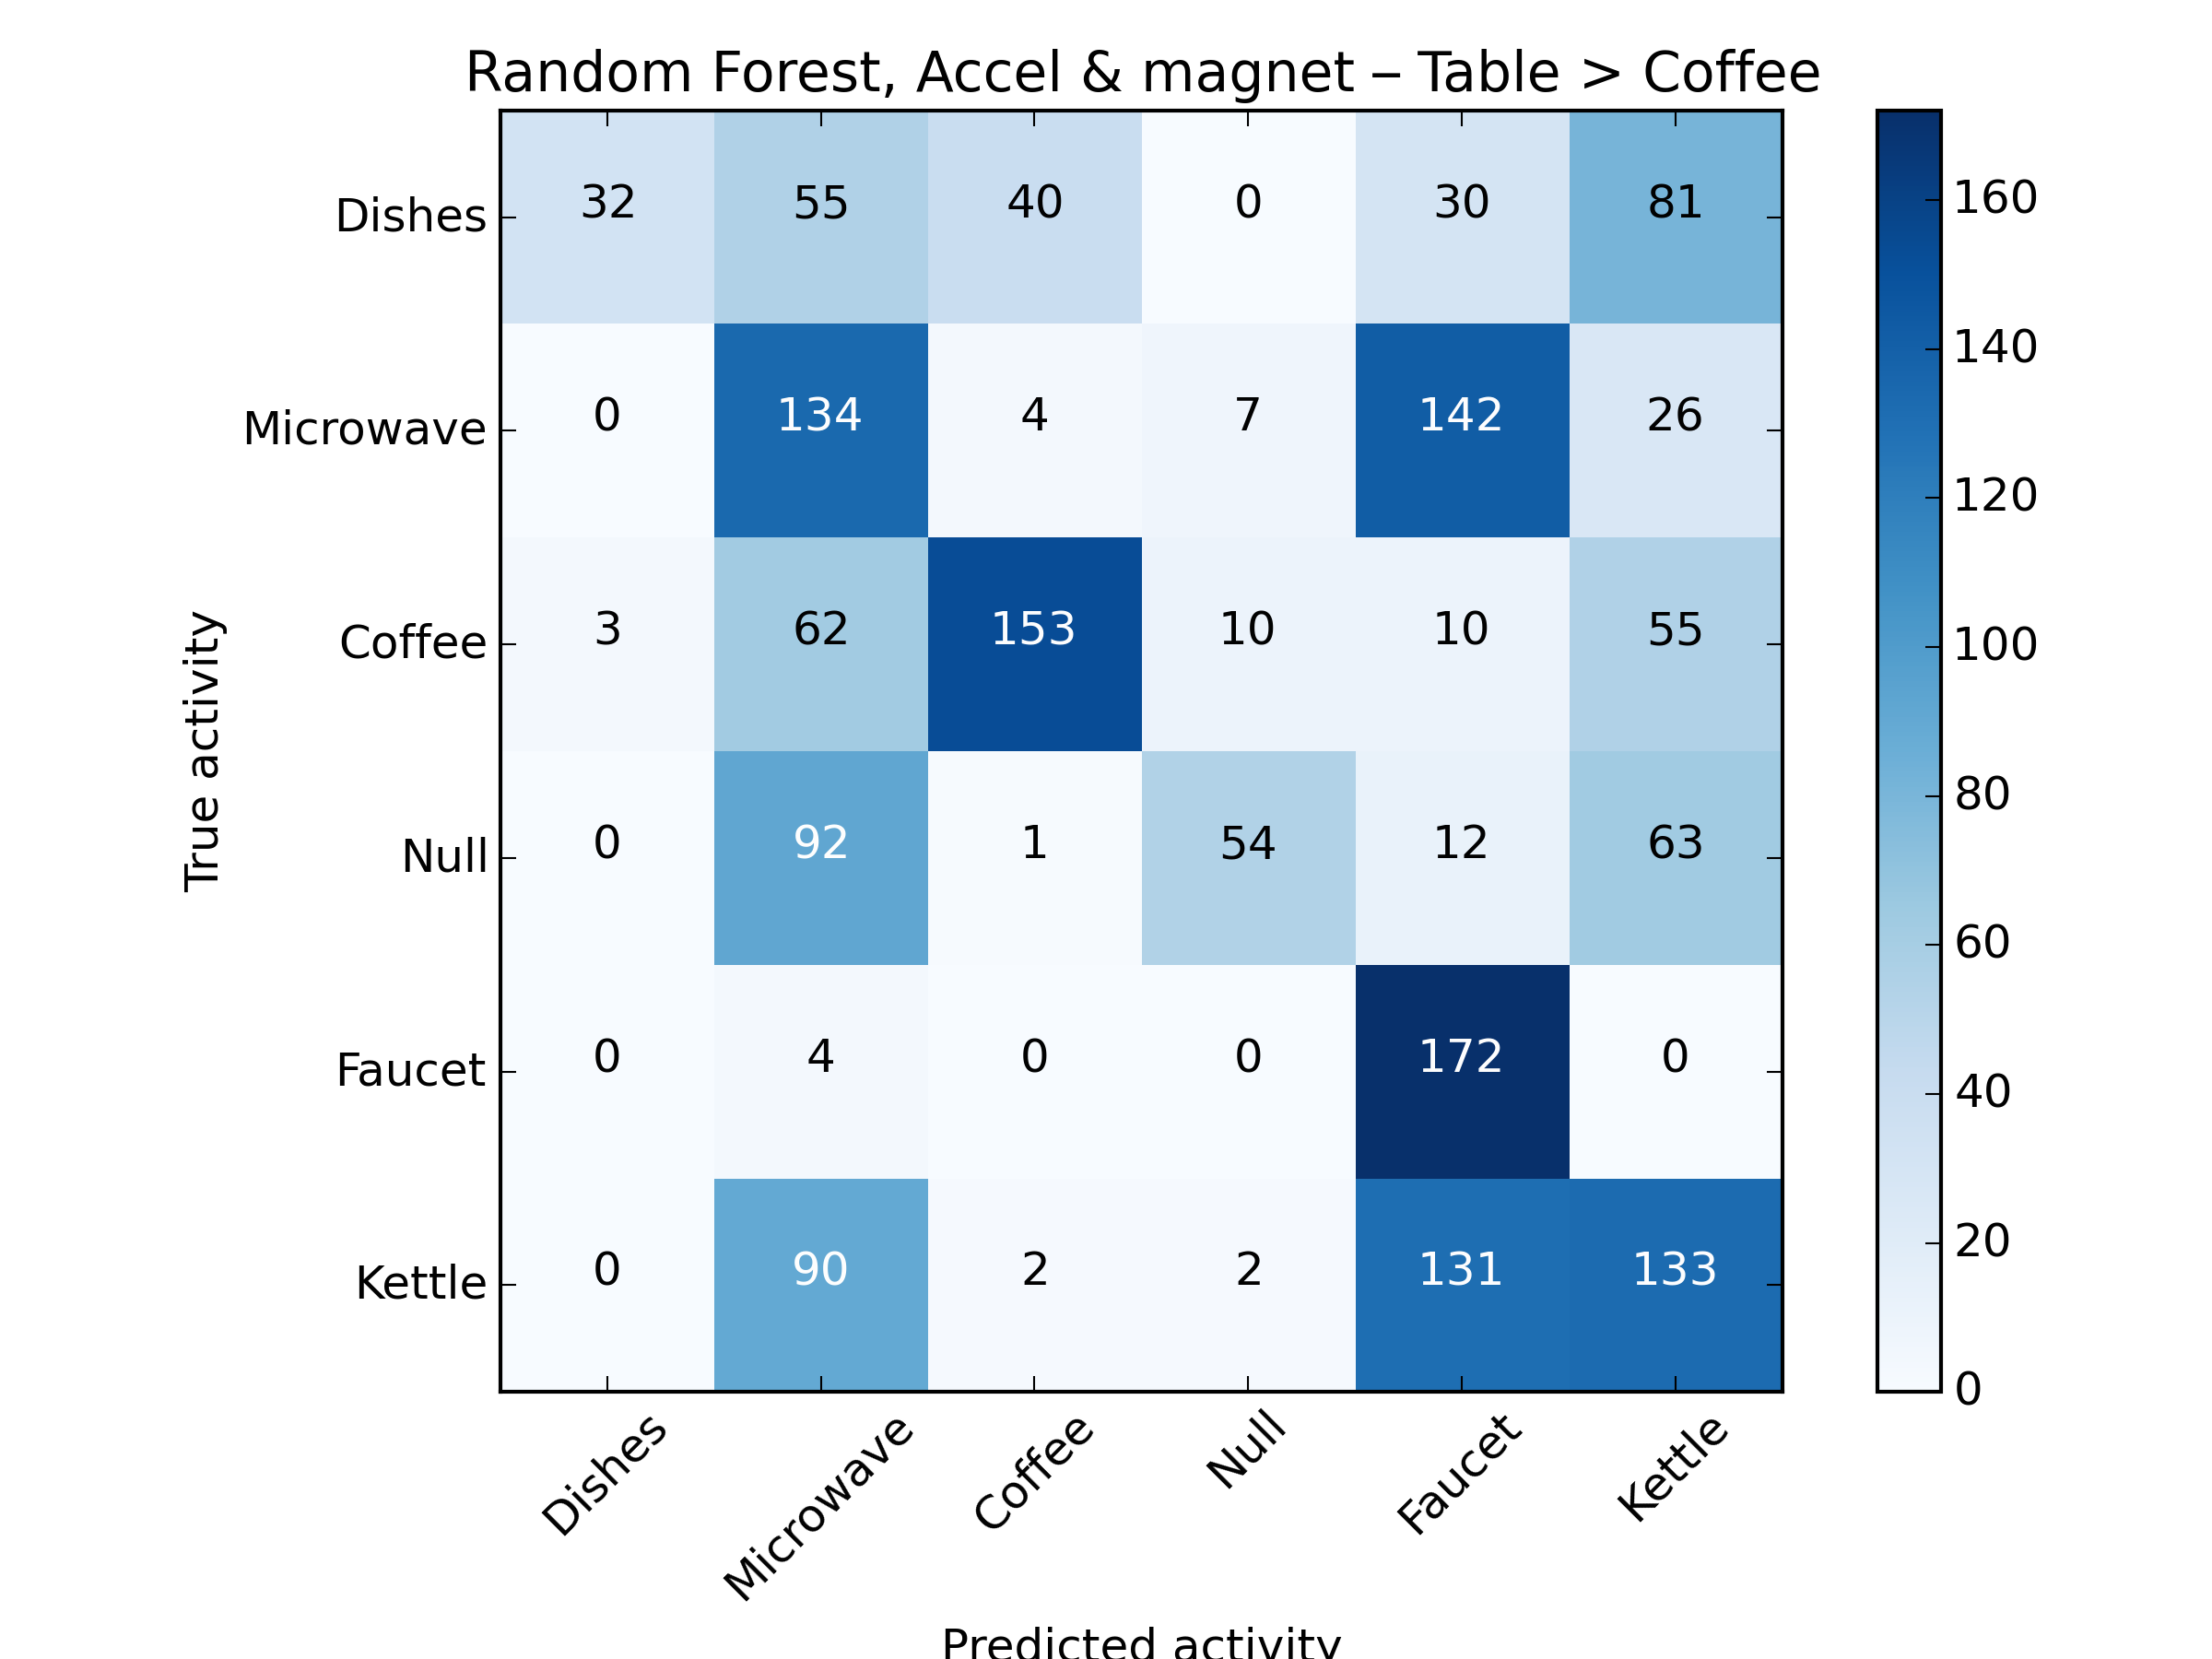 Random Forest, Accel & magnet – Table > Coffee
Dishes 32 55 40 0 30 81
Microwave 0 134 4 7 142 26
Coffee 3 62 153 10 10 55
Null 0 92 1 54 12 63
Faucet 0 4 0 0 172 0
Kettle 0 90 2 2 131 133
True activity
Dishes Microwave Coffee Null Faucet Kettle
Predicted activity
160
140
120
100
80
60
40
20
0